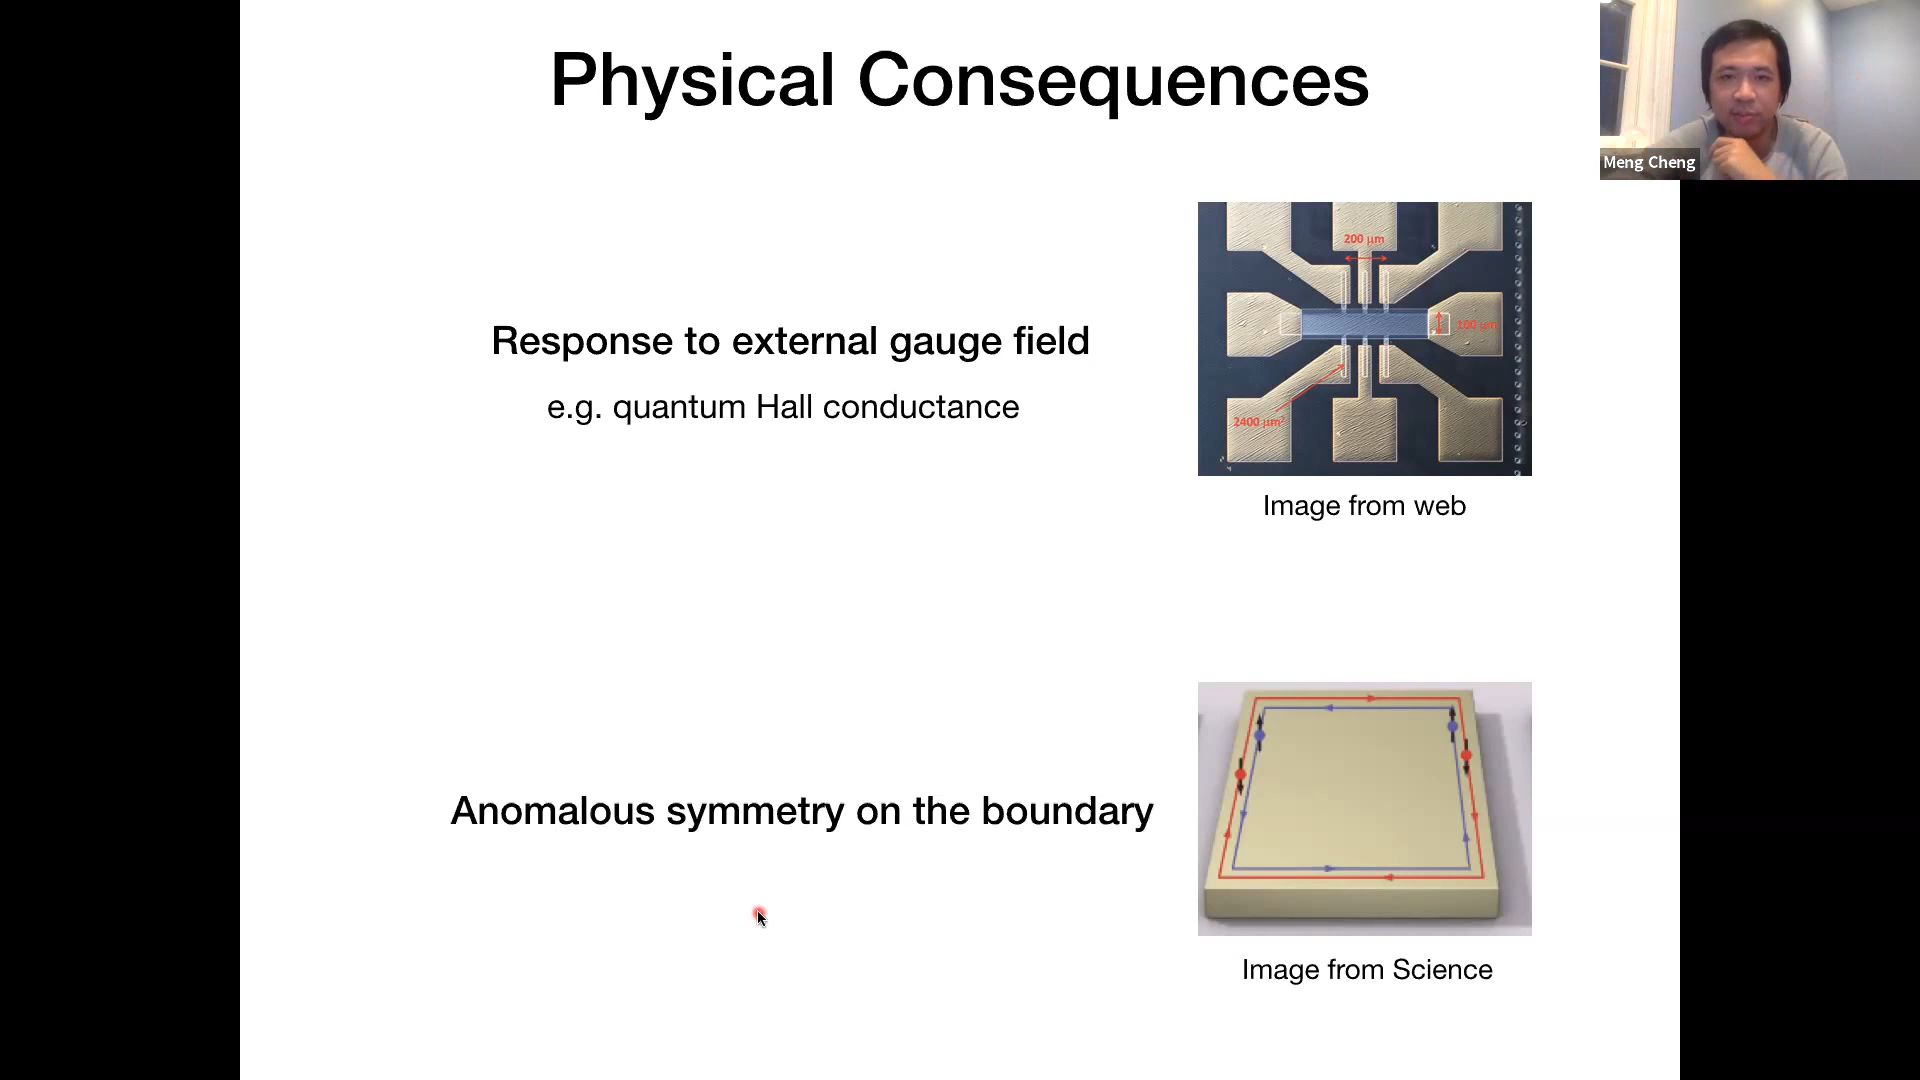 Physical Consequences
Meng Cheng
200 µm
100 µm
Response to external gauge field
e.g. quantum Hall conductance
2400 µm²
Image from web
Anomalous symmetry on the boundary
Image from Science